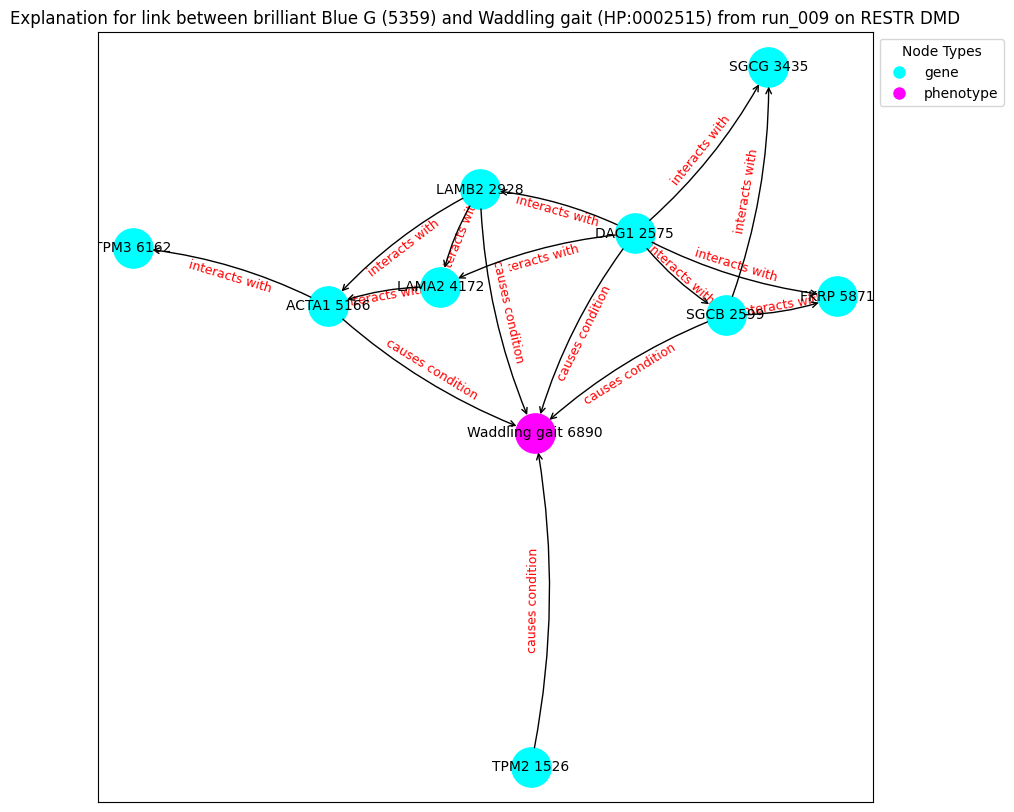 Explanation for link between brilliant Blue G (5359) and Waddling gait (HP:0002515) from run_009 on RESTR DMD
Node Types
gene
phenotype
SGCG 3435
interacts with
interacts with
LAMB2 2928
interacts with
DAG1 2575
interacts with
interacts with
TPM3 6162
interacts with
interacts with
LAMA2 4172
ACTA1 5166
interacts with
causes condition
causes condition
interacts with
SGCB 2599
interacts with
FKRP 5871
causes condition
causes condition
Waddling gait 6890
causes condition
TPM2 1526